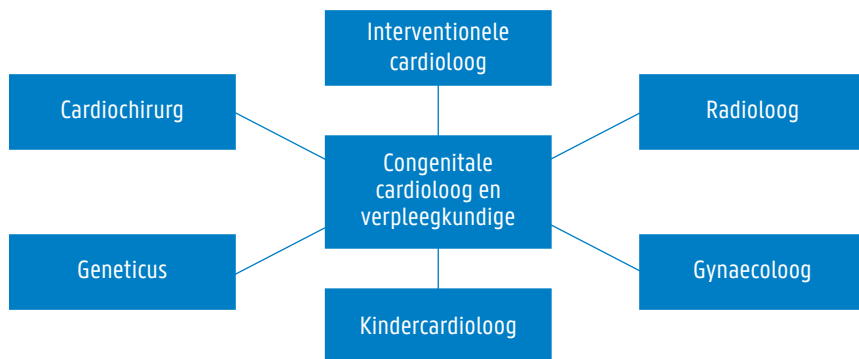 Interventionele
cardioloog
Cardiochirurg
Radioloog
Congenitale
cardioloog en
verpleegkundige
Geneticus
Gynaecoloog
Kindercardioloog